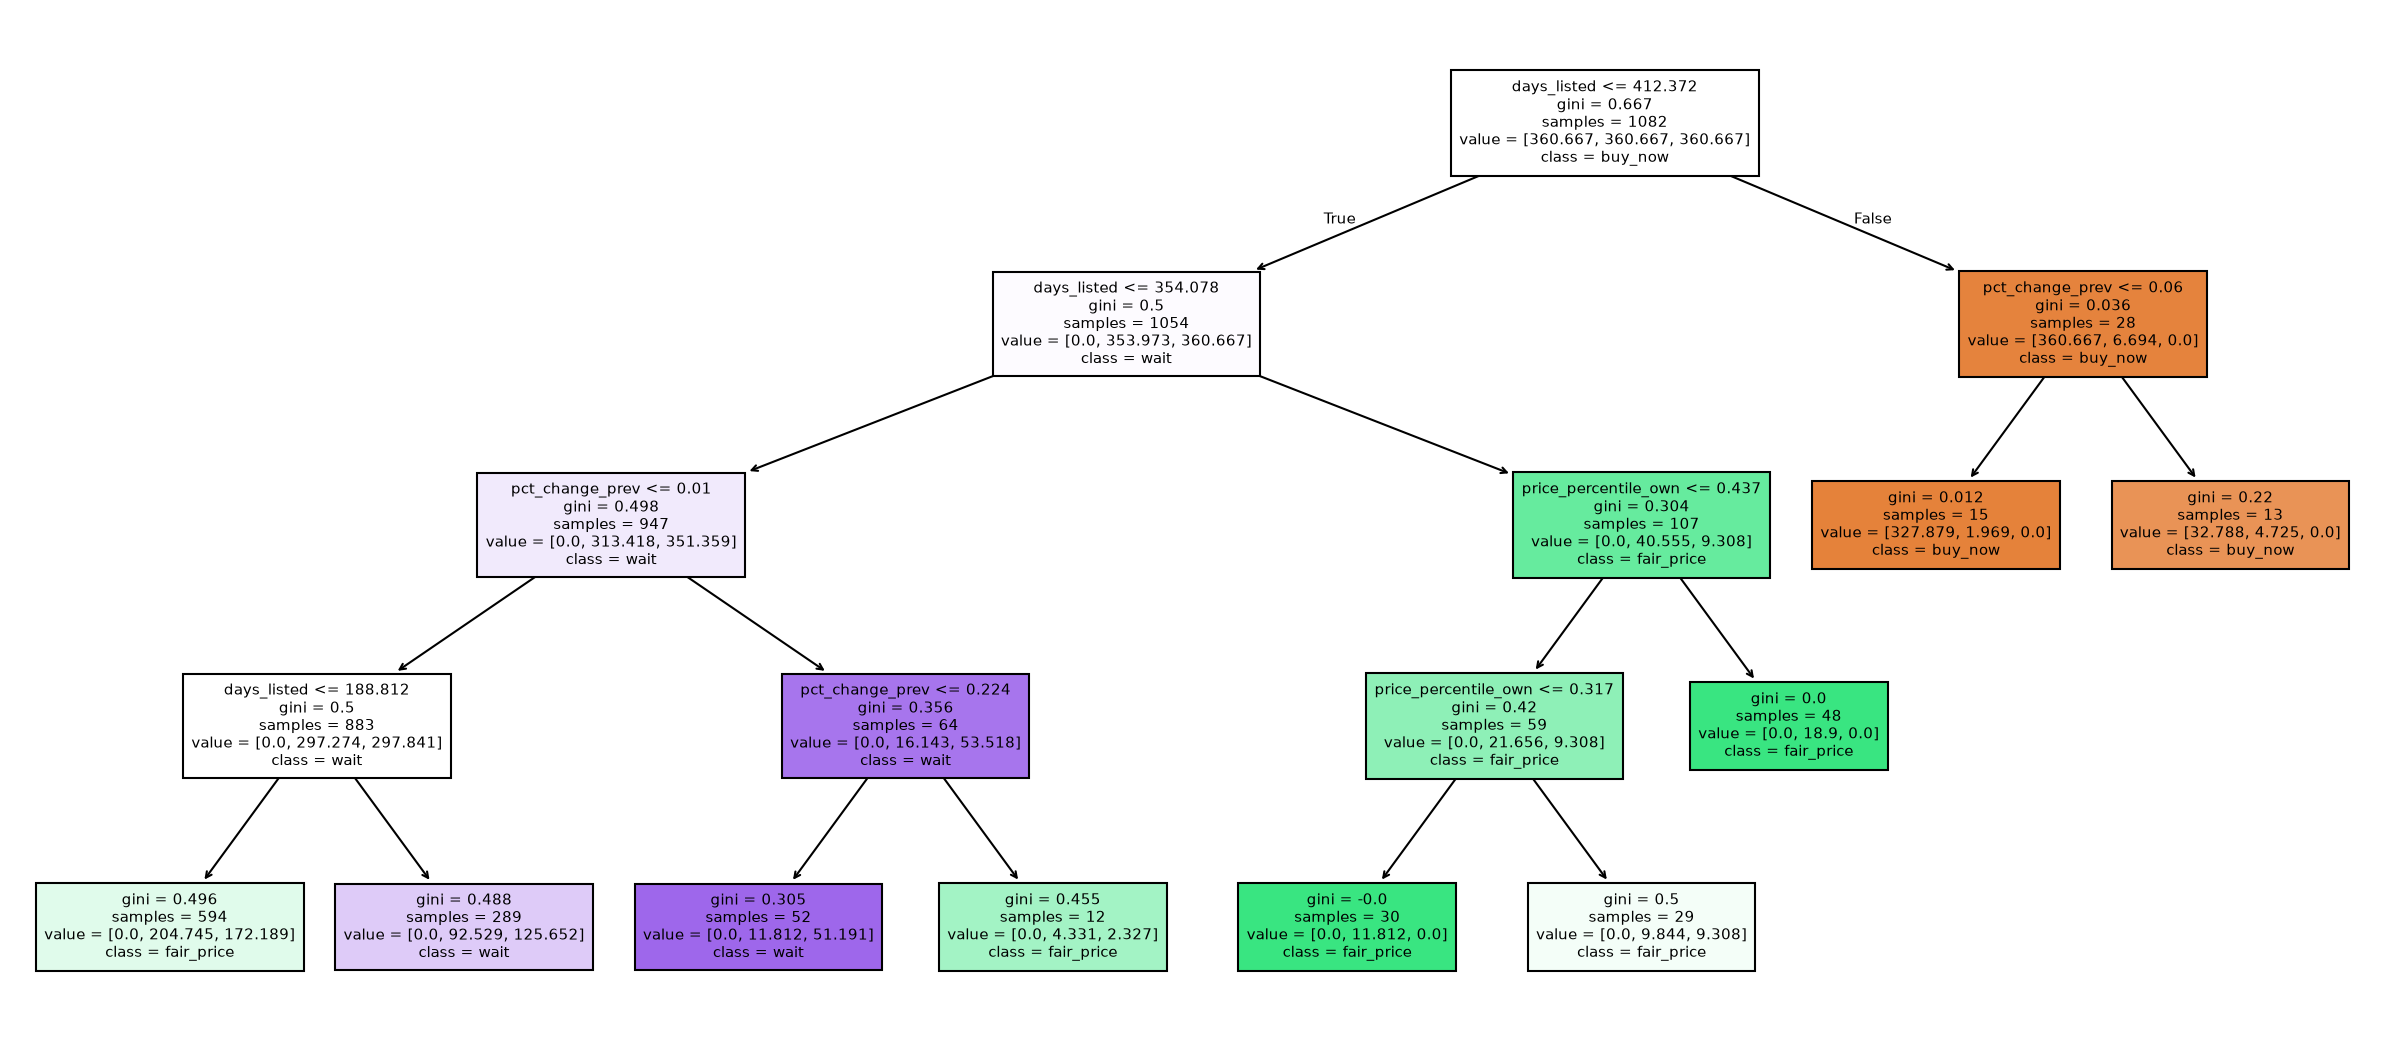 days_listed <= 412.372
gini = 0.667
samples = 1082
value = [360.667, 360.667, 360.667]
class = buy_now
True
False
days_listed <= 354.078
gini = 0.5
samples = 1054
value = [0.0, 353.973, 360.667]
class = wait
pct_change_prev <= 0.06
gini = 0.036
samples = 28
value = [360.667, 6.694, 0.0]
class = buy_now
pct_change_prev <= 0.01
gini = 0.498
samples = 947
value = [0.0, 313.418, 351.359]
class = wait
price_percentile_own <= 0.437
gini = 0.304
samples = 107
value = [0.0, 40.555, 9.308]
class = fair_price
gini = 0.012
samples = 15
value = [327.879, 1.969, 0.0]
class = buy_now
gini = 0.22
samples = 13
value = [32.788, 4.725, 0.0]
class = buy_now
days_listed <= 188.812
gini = 0.5
samples = 883
value = [0.0, 297.274, 297.841]
class = wait
pct_change_prev <= 0.224
gini = 0.356
samples = 64
value = [0.0, 16.143, 53.518]
class = wait
price_percentile_own <= 0.317
gini = 0.42
samples = 59
value = [0.0, 21.656, 9.308]
class = fair_price
gini = 0.0
samples = 48
value = [0.0, 18.9, 0.0]
class = fair_price
gini = 0.496
samples = 594
value = [0.0, 204.745, 172.189]
class = fair_price
gini = 0.488
samples = 289
value = [0.0, 92.529, 125.652]
class = wait
gini = 0.305
samples = 52
value = [0.0, 11.812, 51.191]
class = wait
gini = 0.455
samples = 12
value = [0.0, 4.331, 2.327]
class = fair_price
gini = -0.0
samples = 30
value = [0.0, 11.812, 0.0]
class = fair_price
gini = 0.5
samples = 29
value = [0.0, 9.844, 9.308]
class = fair_price